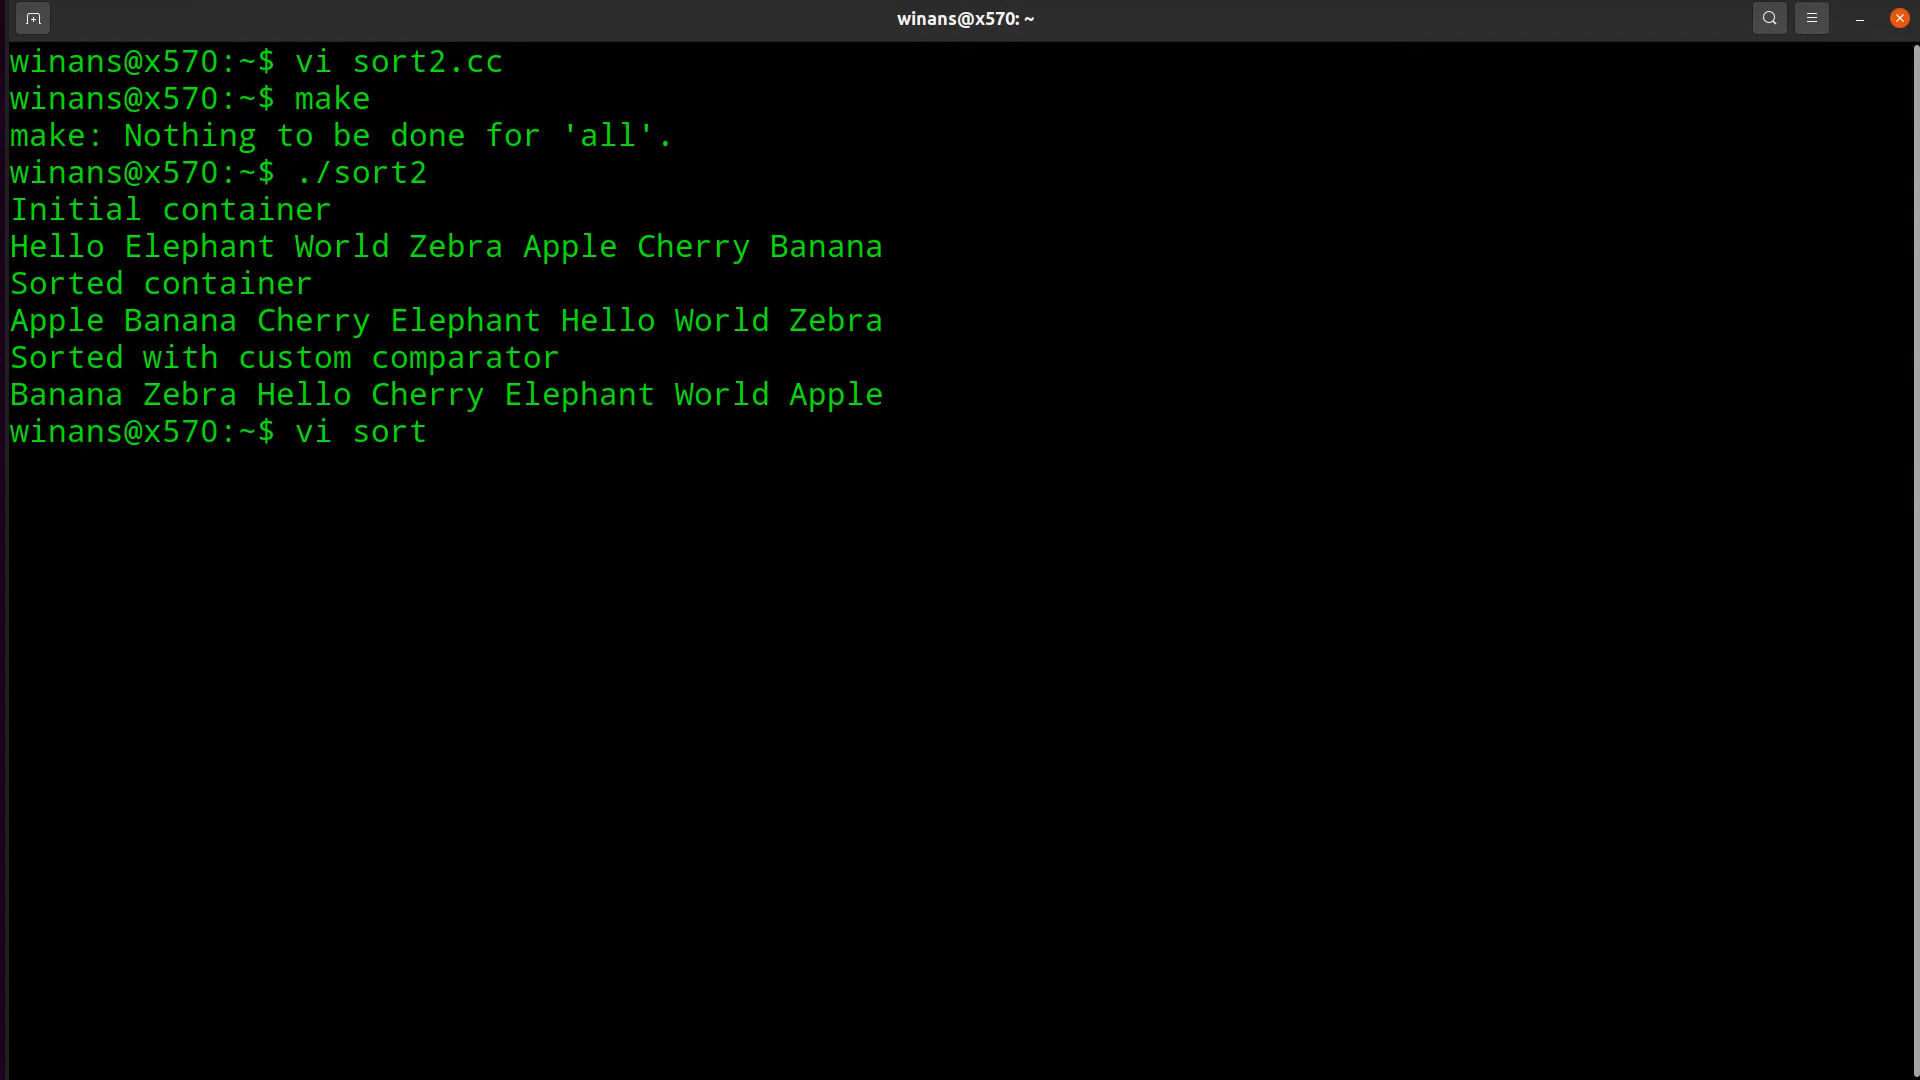 winans@x570: ~
winans@x570:~$ vi sort2.cc
winans@x570:~$ make
make: Nothing to be done for 'all'.
winans@x570:~$ ./sort2
Initial container
Hello Elephant World Zebra Apple Cherry Banana
Sorted container
Apple Banana Cherry Elephant Hello World Zebra
Sorted with custom comparator
Banana Zebra Hello Cherry Elephant World Apple
winans@x570:~$ vi sort